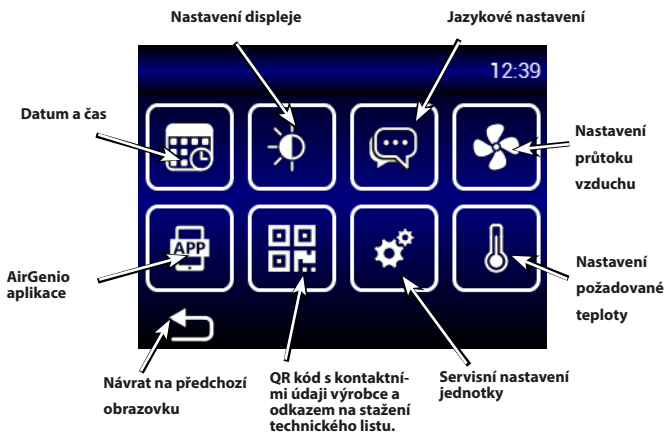 Nastavení displeje
Jazykové nastavení
12:39
Datum a čas
Nastavení
průtoku
vzduchu
APP
AirGenio
aplikace
Nastavení
požadované
teploty
Návrat na předchozí
obrazovku
QR kód s kontaktní-
mi údaji výrobce a
odkazem na stažení
technického listu.
Servisní nastavení
jednotky